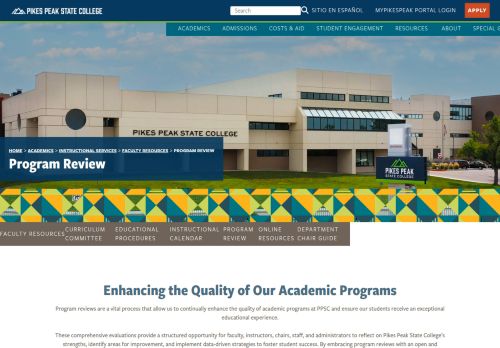 PIKES PEAK STATE COLLEGE
Search
SITIO EN ESPAÑOL
MYPIKESPEAK PORTAL LOGIN
APPLY
ACADEMICS ADMISSIONS COSTS & AID STUDENT ENGAGEMENT RESOURCES ABOUT SPECIAL &
PIKES PEAK STATE COLLEGE
PIKES PEAK
STATE COLLEGE
HOME > ACADEMICS > INSTRUCTIONAL SERVICES > FACULTY RESOURCES > PROGRAM REVIEW
Program Review
FACULTY RESOURCES
CURRICULUM
COMMITTEE
EDUCATIONAL
PROCEDURES
INSTRUCTIONAL
CALENDAR
PROGRAM
REVIEW
ONLINE
RESOURCES
DEPARTMENT
CHAIR GUIDE
Enhancing the Quality of Our Academic Programs
Program reviews are a vital process that allow us to continually enhance the quality of academic programs at PPSC and ensure our students receive an exceptional
educational experience.
These comprehensive evaluations provide a structured opportunity for faculty, instructors, chairs, staff, and administrators to reflect on Pikes Peak State College's
strengths, identify areas for improvement, and implement data-driven strategies to foster student success. By embracing program reviews with an open and